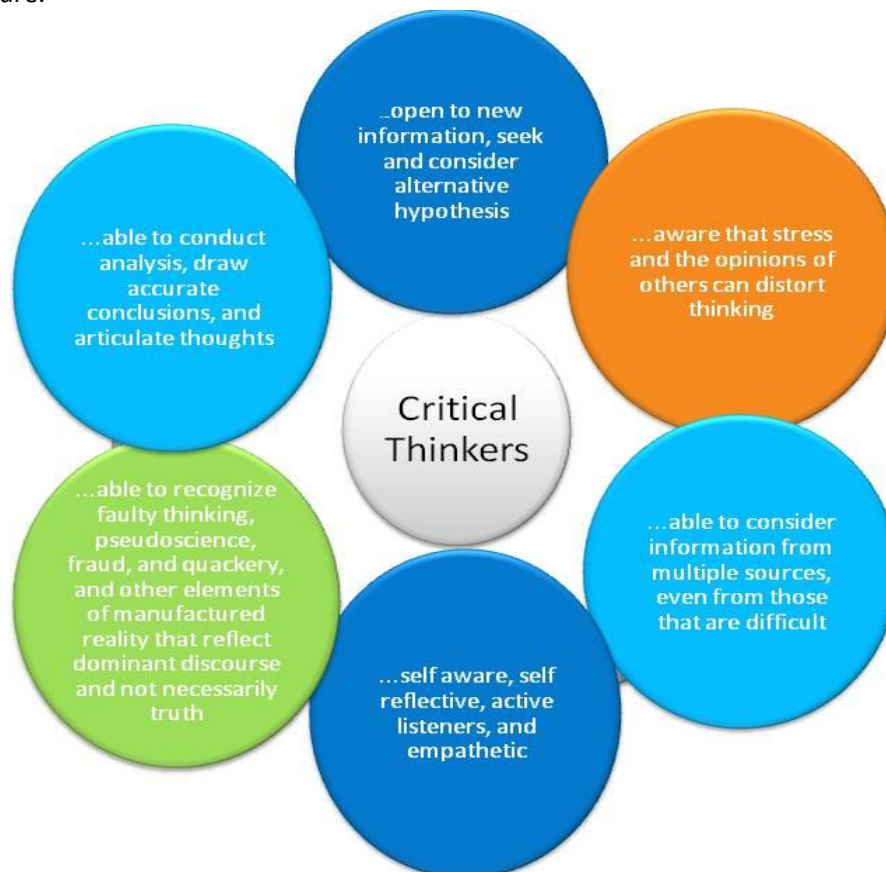 ...open to new
information, seek
and consider
alternative
hypothesis
...aware that stress
and the opinions of
others can distort
thinking
...able to consider
information from
multiple sources,
even from those
that are difficult
...self aware, self
reflective, active
listeners, and
empathetic
...able to recognize
faulty thinking,
pseudoscience,
fraud, and quackery,
and other elements
of manufactured
reality that reflect
dominant discourse
and not necessarily
truth
...able to conduct
analysis, draw
accurate
conclusions, and
articulate thoughts
Critical
Thinkers